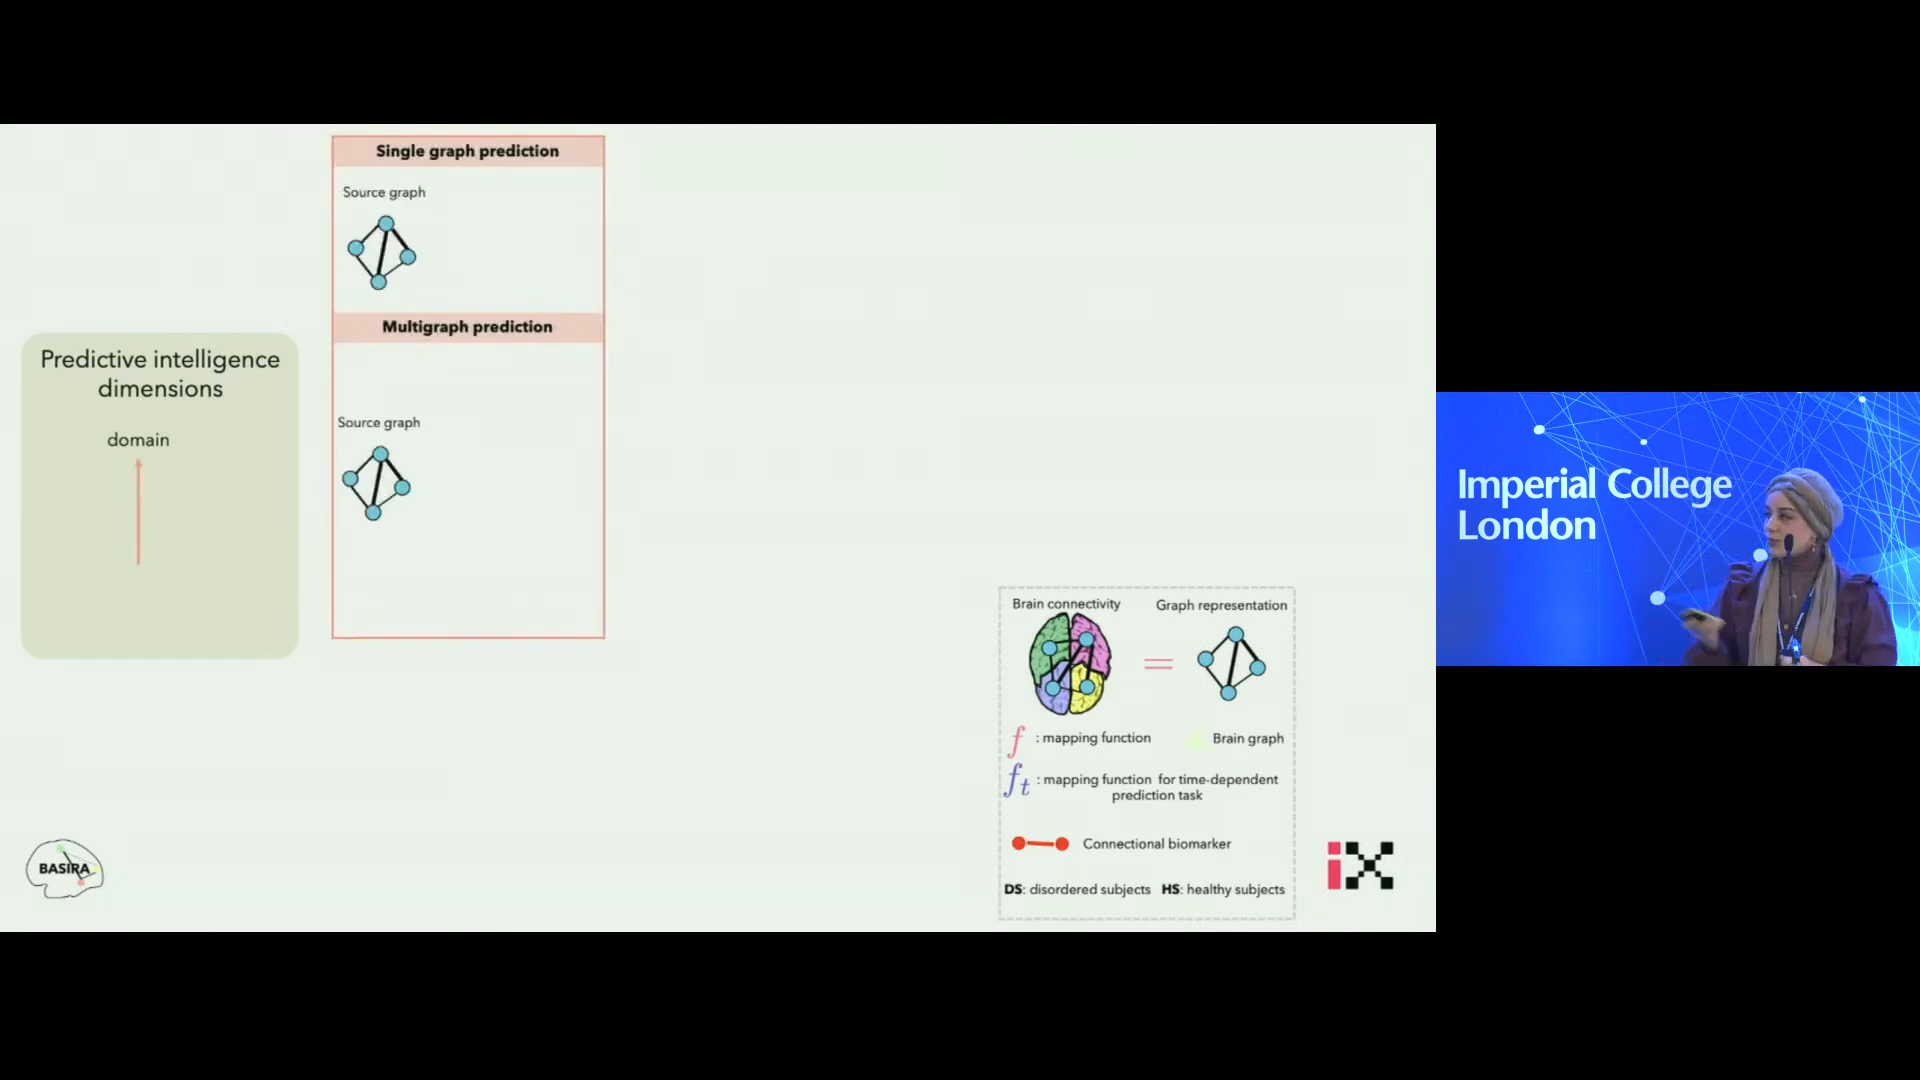 Single graph prediction
Source graph
Multigraph prediction
Source graph
Predictive intelligence
dimensions
domain
Brain connectivity
Graph representation
=
f : mapping function
Brain graph
ft : mapping function for time-dependent
prediction task
Connectional biomarker
DS: disordered subjects HS: healthy subjects
BASIRA
iX
Imperial College
London